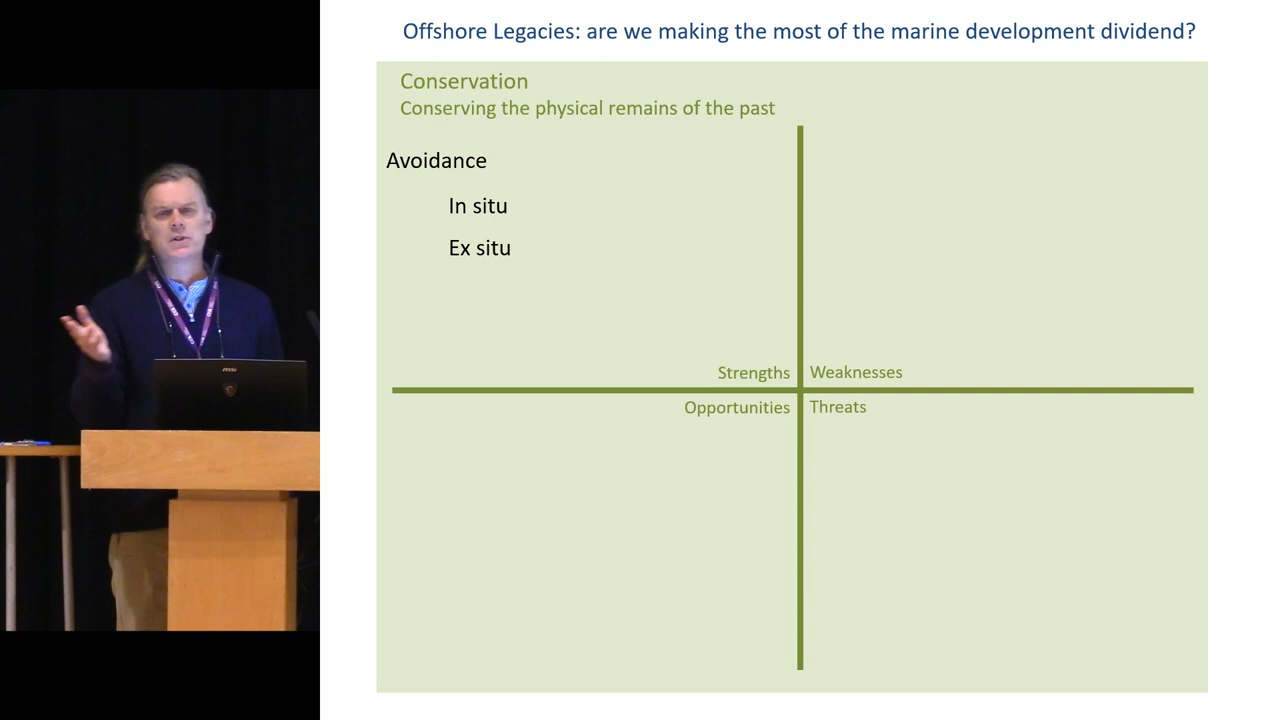 Offshore Legacies: are we making the most of the marine development dividend?
Conservation
Conserving the physical remains of the past
Avoidance
In situ
Ex situ
Strengths
Weaknesses
Opportunities
Threats
msi